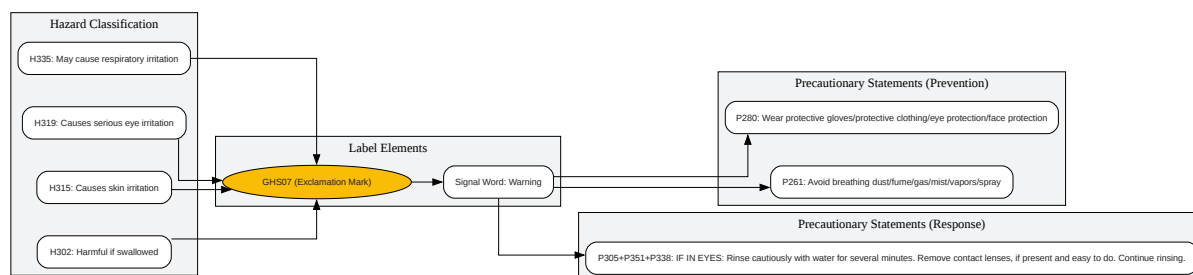 Hazard Classification
H335: May cause respiratory irritation
H319: Causes serious eye irritation
H315: Causes skin irritation
H302: Harmful if swallowed
Label Elements
GHS07 (Exclamation Mark)
Signal Word: Warning
Precautionary Statements (Prevention)
P280: Wear protective gloves/protective clothing/eye protection/face protection
P261: Avoid breathing dust/fume/gas/mist/vapors/spray
Precautionary Statements (Response)
P305+P351+P338: IF IN EYES: Rinse cautiously with water for several minutes. Remove contact lenses, if present and easy to do. Continue rinsing.